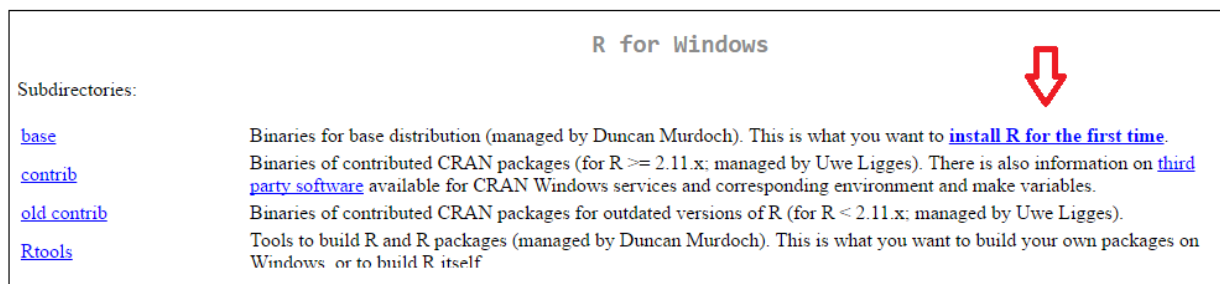 R for Windows
Subdirectories:
base Binaries for base distribution (managed by Duncan Murdoch). This is what you want to install R for the first time.
contrib Binaries of contributed CRAN packages (for R >= 2.11.x; managed by Uwe Ligges). There is also information on third
party software available for CRAN Windows services and corresponding environment and make variables.
old contrib Binaries of contributed CRAN packages for outdated versions of R (for R < 2.11.x; managed by Uwe Ligges).
Rtools Tools to build R and R packages (managed by Duncan Murdoch). This is what you want to build your own packages on
Windows, or to build R itself